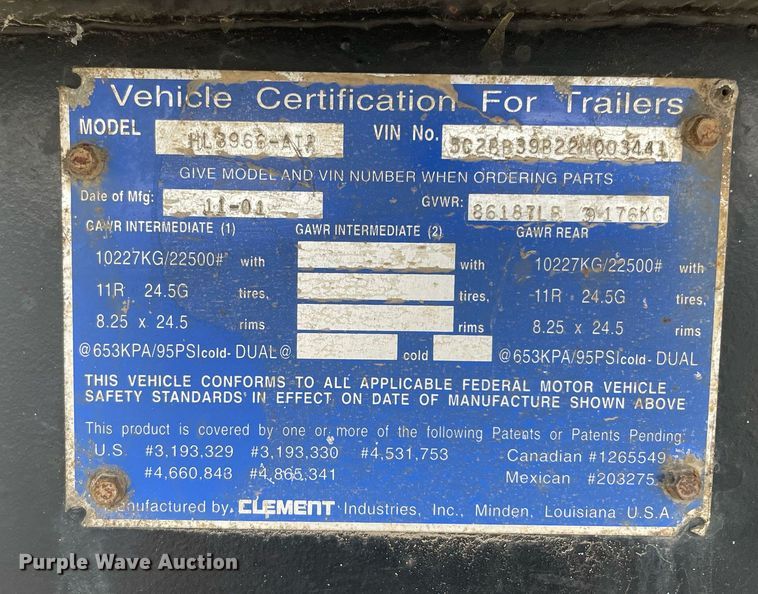 Vehicle Certification For Trailers
MODEL VIN No. 5C2BB39B22M003441
GIVE MODEL AND VIN NUMBER WHEN ORDERING PARTS
Date of Mfg: 11-01 GVWR: 86187LB
GAWR INTERMEDIATE (1) GAWR INTERMEDIATE (2) GAWR REAR
10227KG/22500# with with 10227KG/22500# with
11R 24.5G tires, tires, 11R 24.5G tires,
8.25 x 24.5 rims rims 8.25 x 24.5 rims
@653KPA/95PSIcold- DUAL@ cold @653KPA/95PSIcold- DUAL
THIS VEHICLE CONFORMS TO ALL APPLICABLE FEDERAL MOTOR VEHICLE
SAFETY STANDARDS IN EFFECT ON DATE OF MANUFACTURE SHOWN ABOVE
This product is covered by one or more of the following Patents or Patents Pending:
U.S. #3,193,329 #3,193,330 #4,531,753 Canadian #1265549
#4,660,843 #4,865,341 Mexican #203275
Manufactured by CLEMENT Industries, Inc., Minden, Louisiana U.S.A.
Purple Wave Auction